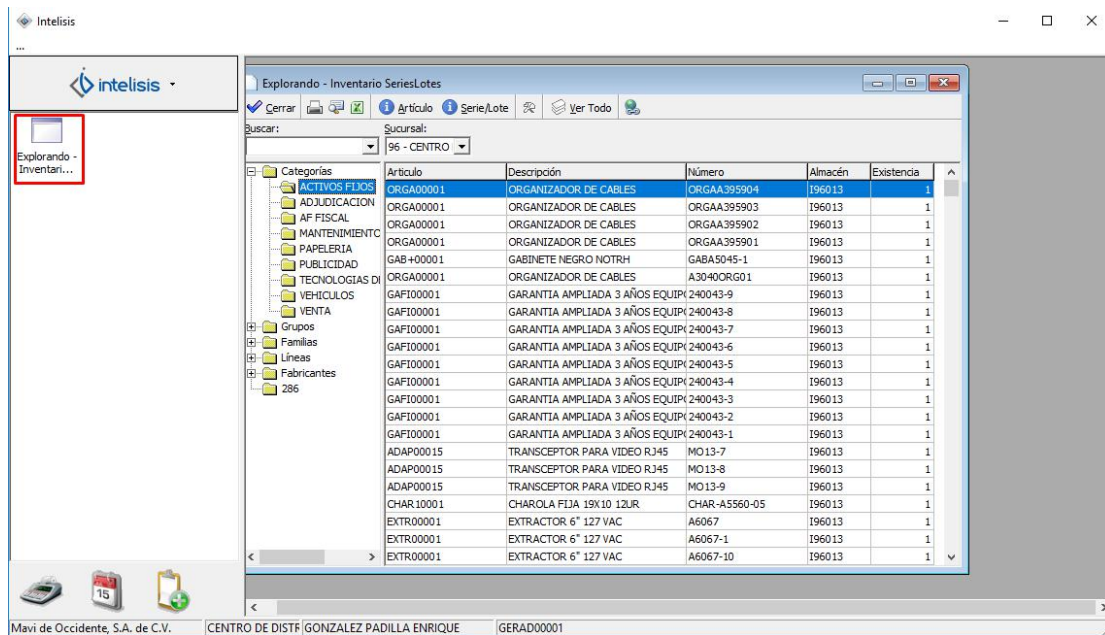 Intelisis
...
intelisis
Explorando -
Inventari...
Explorando - Inventario SeriesLotes
Cerrar Artículo Serie/Lote Ver Todo
Buscar: Sucursal:
96 - CENTRO
Categorías
ACTIVOS FIJOS
ADJUDICACION
AF FISCAL
MANTENIMIENTO
PAPELERIA
PUBLICIDAD
TECNOLOGIAS DE
VEHICULOS
VENTA
Grupos
Familias
Líneas
Fabricantes
286
Articulo Descripción Número Almacén Existencia
ORGA00001 ORGANIZADOR DE CABLES ORGAA395904 I96013 1
ORGA00001 ORGANIZADOR DE CABLES ORGAA395903 I96013 1
ORGA00001 ORGANIZADOR DE CABLES ORGAA395902 I96013 1
ORGA00001 ORGANIZADOR DE CABLES ORGAA395901 I96013 1
GAB+00001 GABINETE NEGRO NOTRH GABA5045-1 I96013 1
ORGA00001 ORGANIZADOR DE CABLES A3040ORG01 I96013 1
GAFI00001 GARANTIA AMPLIADA 3 AÑOS EQUIP( 240043-9 I96013 1
GAFI00001 GARANTIA AMPLIADA 3 AÑOS EQUIP( 240043-8 I96013 1
GAFI00001 GARANTIA AMPLIADA 3 AÑOS EQUIP( 240043-7 I96013 1
GAFI00001 GARANTIA AMPLIADA 3 AÑOS EQUIP( 240043-6 I96013 1
GAFI00001 GARANTIA AMPLIADA 3 AÑOS EQUIP( 240043-5 I96013 1
GAFI00001 GARANTIA AMPLIADA 3 AÑOS EQUIP( 240043-4 I96013 1
GAFI00001 GARANTIA AMPLIADA 3 AÑOS EQUIP( 240043-3 I96013 1
GAFI00001 GARANTIA AMPLIADA 3 AÑOS EQUIP( 240043-2 I96013 1
GAFI00001 GARANTIA AMPLIADA 3 AÑOS EQUIP( 240043-1 I96013 1
ADAP00015 TRANSCEPTOR PARA VIDEO RJ45 MO13-7 I96013 1
ADAP00015 TRANSCEPTOR PARA VIDEO RJ45 MO13-8 I96013 1
ADAP00015 TRANSCEPTOR PARA VIDEO RJ45 MO13-9 I96013 1
CHAR10001 CHAROLA FIJA 19X10 12UR CHAR-A5560-05 I96013 1
EXTR00001 EXTRACTOR 6" 127 VAC A6067 I96013 1
EXTR00001 EXTRACTOR 6" 127 VAC A6067-1 I96013 1
EXTR00001 EXTRACTOR 6" 127 VAC A6067-10 I96013 1
15
Mavi de Occidente, S.A. de C.V. CENTRO DE DISTR GONZALEZ PADILLA ENRIQUE GERAD00001